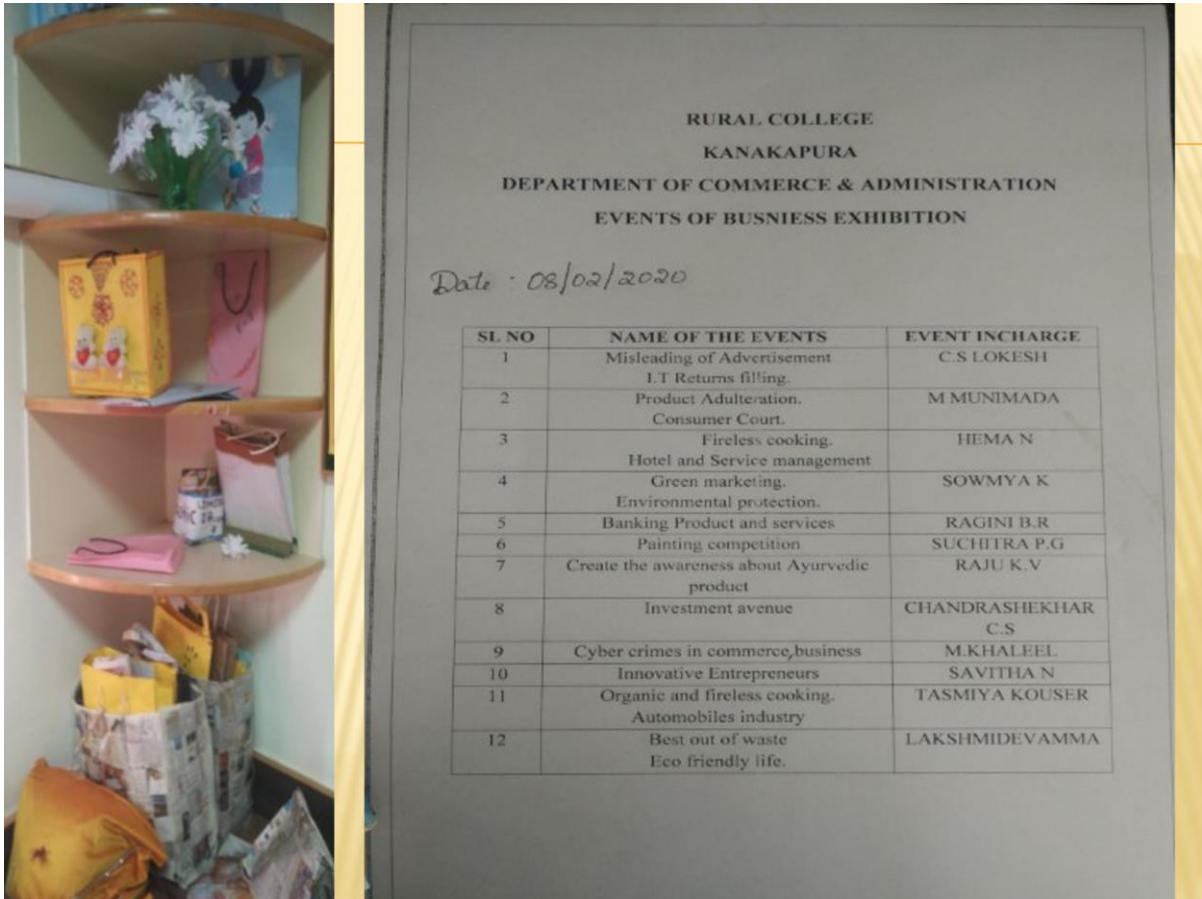 RURAL COLLEGE
KANAKAPURA
DEPARTMENT OF COMMERCE & ADMINISTRATION
EVENTS OF BUSNIESS EXHIBITION
Date : 08/02/2020
SL NO NAME OF THE EVENTS EVENT INCHARGE
1 Misleading of Advertisement C.S LOKESH
I.T Returns filling.
2 Product Adulteration. M MUNIMADA
Consumer Court.
3 Fireless cooking. HEMA N
Hotel and Service management
4 Green marketing. SOWMYA K
Environmental protection.
5 Banking Product and services RAGINI B.R
6 Painting competition SUCHITRA P.G
7 Create the awareness about Ayurvedic RAJU K.V
product
8 Investment avenue CHANDRASHEKHAR
C.S
9 Cyber crimes in commerce,business M.KHALEEL
10 Innovative Entrepreneurs SAVITHA N
11 Organic and fireless cooking. TASMIYA KOUSER
Automobiles industry
12 Best out of waste LAKSHMIDEVAMMA
Eco friendly life.